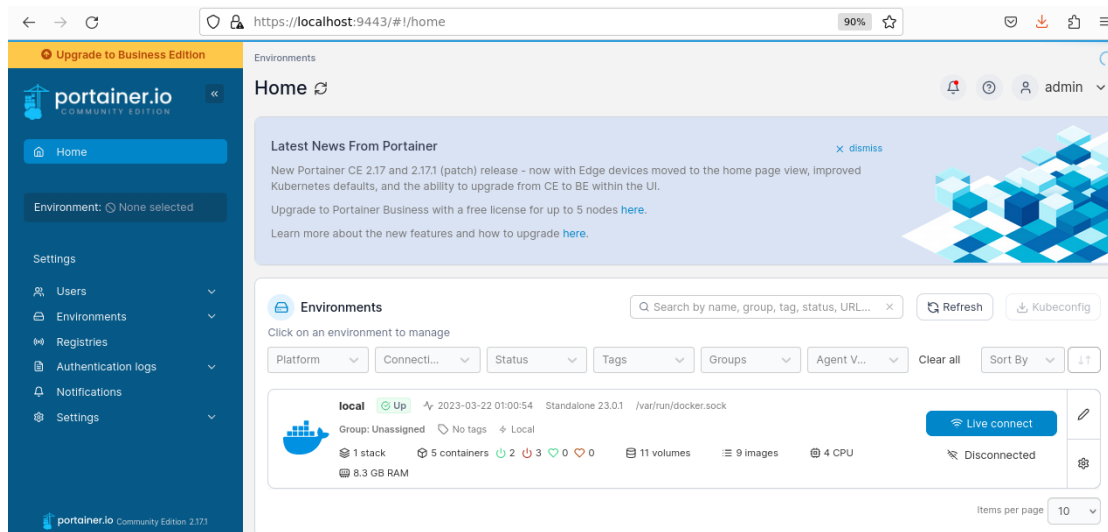 https://localhost:9443/#!/home 90%
Upgrade to Business Edition
portainer.io
COMMUNITY EDITION
Home
Environment: None selected
Settings
Users
Environments
Registries
Authentication logs
Notifications
Settings
portainer.io Community Edition 2.17.1
Environments
Home
admin
Latest News From Portainer
dismiss
New Portainer CE 2.17 and 2.17.1 (patch) release - now with Edge devices moved to the home page view, improved
Kubernetes defaults, and the ability to upgrade from CE to BE within the UI.
Upgrade to Portainer Business with a free license for up to 5 nodes here.
Learn more about the new features and how to upgrade here.
Environments
Search by name, group, tag, status, URL...
Refresh
Kubeconfig
Click on an environment to manage
Platform Connecti... Status Tags Groups Agent V... Clear all Sort By
local Up 2023-03-22 01:00:54 Standalone 23.0.1 /var/run/docker.sock
Group: Unassigned No tags Local
1 stack 5 containers 2 3 0 0 11 volumes 9 images 4 CPU
8.3 GB RAM
Live connect
Disconnected
Items per page 10